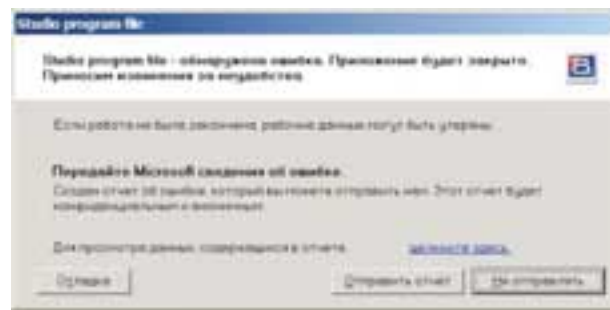 Studio program file
Studio program file - обнаружена ошибка. Приложение будет закрыто.
Приносим извинения за неудобства.
Если работа не была закончена, рабочие данные могут быть утеряны.
Передайте Microsoft сведения об ошибке.
Создан отчет об ошибке, который вы можете отправить нам. Этот отчет будет
конфиденциальным и анонимным.
Для просмотра данных, содержащихся в отчете, щелкните здесь.
Отладка
Отправить отчет
Не отправлять